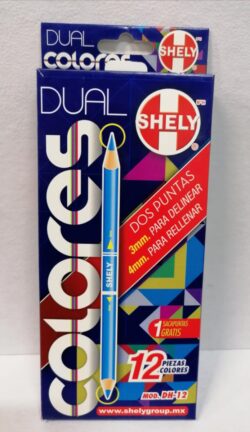 DUAL
colores
SHELY
DUAL
SHELY
colores
DOS PUNTAS
3mm. PARA DELINEAR
4mm. PARA RELLENAR
SHELY
1 SACAPUNTAS
GRATIS
12 PIEZAS
COLORES
MOD. DH-12
www.shelygroup.mx